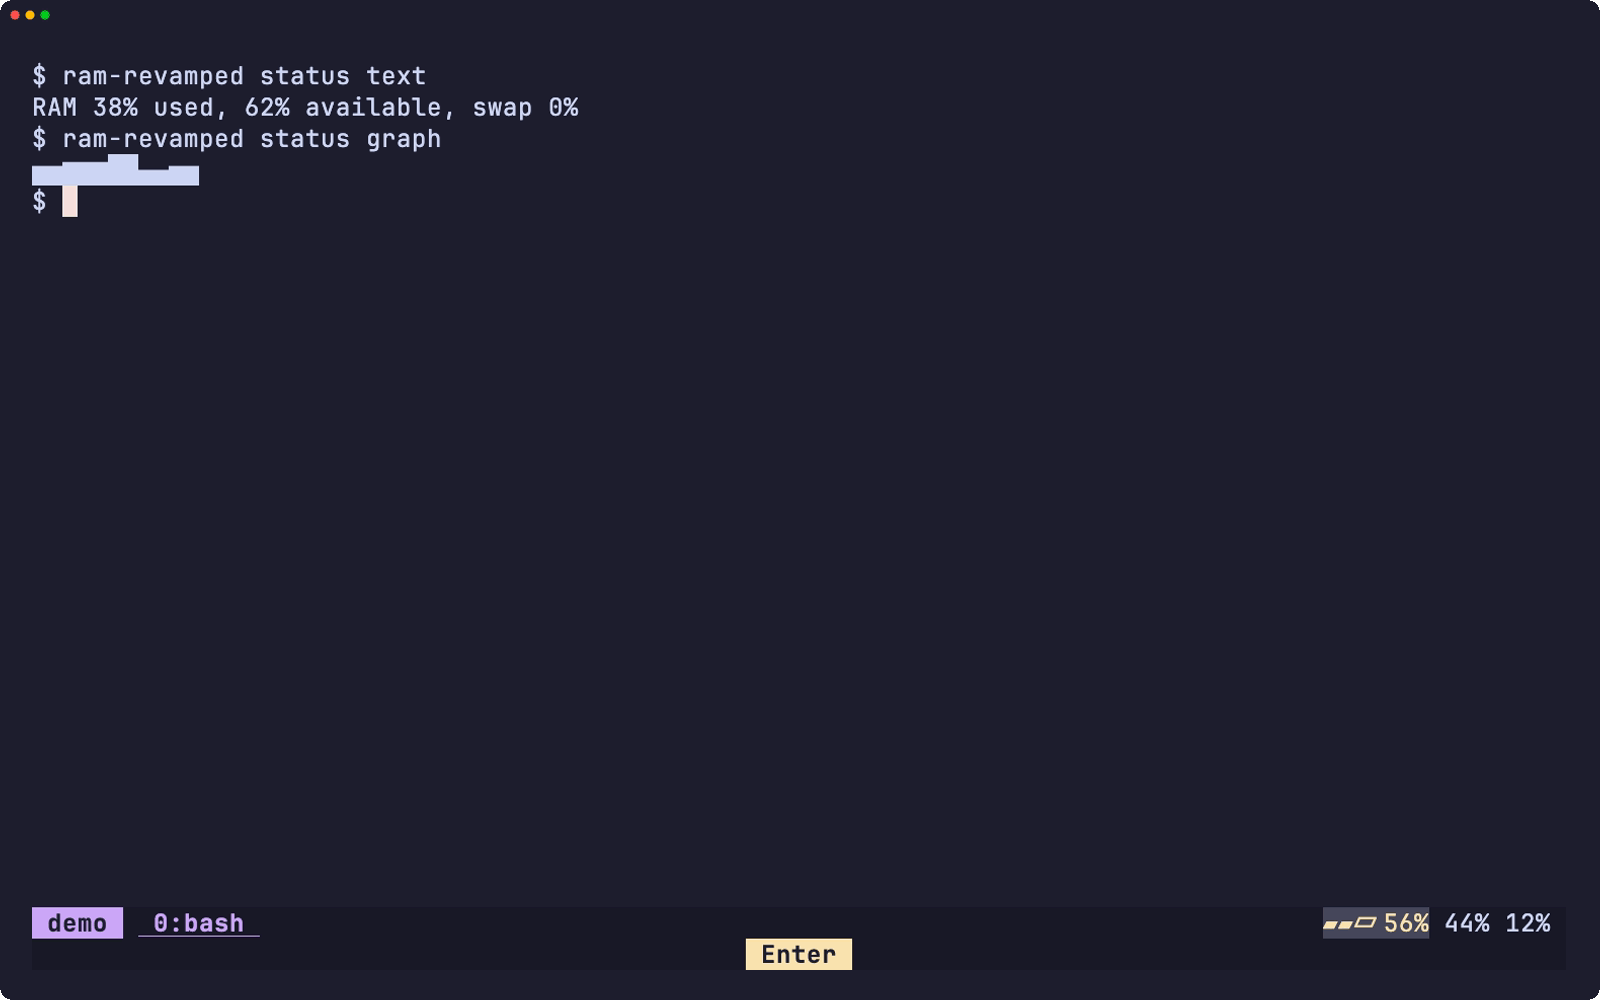 $ ram-revamped status text
RAM 38% used, 62% available, swap 0%
$ ram-revamped status graph
$
demo 0:bash ▰▰▱ 56% 44% 12%
Enter